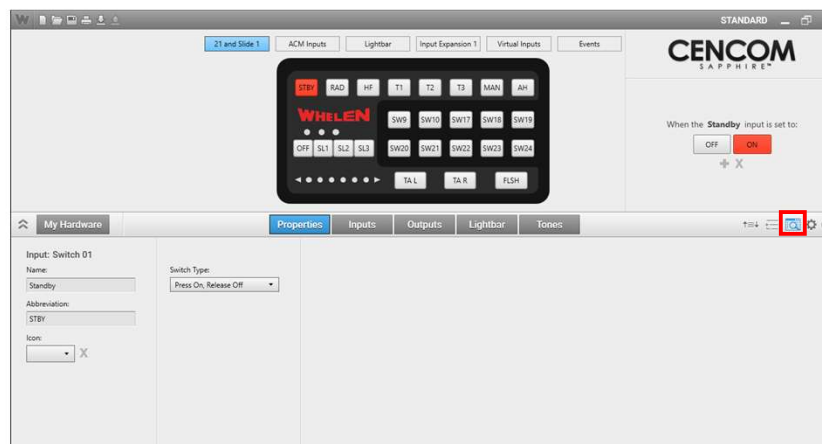 STANDARD
21 and Slide 1 ACM Inputs Lightbar Input Expansion 1 Virtual Inputs Events
CENCOM
SAPPHIRE™
STBY RAD HF T1 T2 T3 MAN AH
WHELEN
SW9 SW10 SW17 SW18 SW19
OFF SL1 SL2 SL3 SW20 SW21 SW22 SW23 SW24
TA L TA R FLSH
When the Standby input is set to:
OFF ON
My Hardware Properties Inputs Outputs Lightbar Tones
Input: Switch 01
Name:
Standby
Switch Type:
Press On, Release Off
Abbreviation:
STBY
Icon: